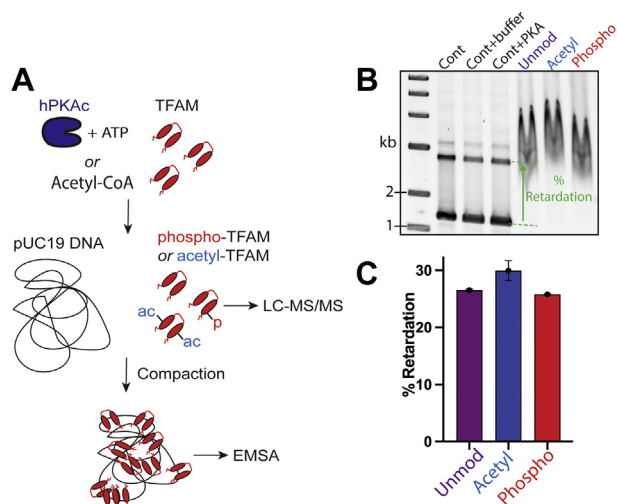 A
hPKAc
+ ATP
TFAM
or
Acetyl-CoA
pUC19 DNA
phospho-TFAM
or acetyl-TFAM
ac
ac
p
LC-MS/MS
Compaction
EMSA
B
Cont
Cont+buffer
Cont+PKA
Unmod
Acetyl
Phospho
kb
2
1
%
Retardation
C
% Retardation
30
20
10
0
Unmod
Acetyl
Phospho